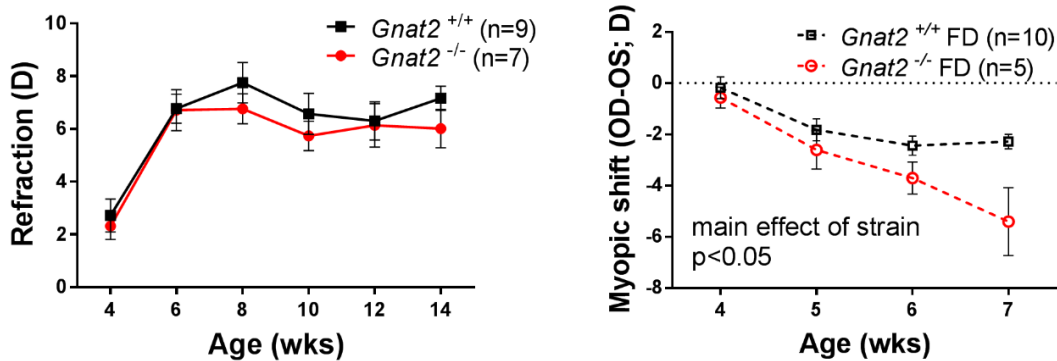 Gnat2 +/+ (n=9)
Gnat2 -/- (n=7)
Refraction (D)
10
8
6
4
2
0
4 6 8 10 12 14
Age (wks)
Gnat2 +/+ FD (n=10)
Gnat2 -/- FD (n=5)
Myopic shift (OD-OS; D)
2
0
-2
-4
-6
-8
main effect of strain
p<0.05
4 5 6 7
Age (wks)